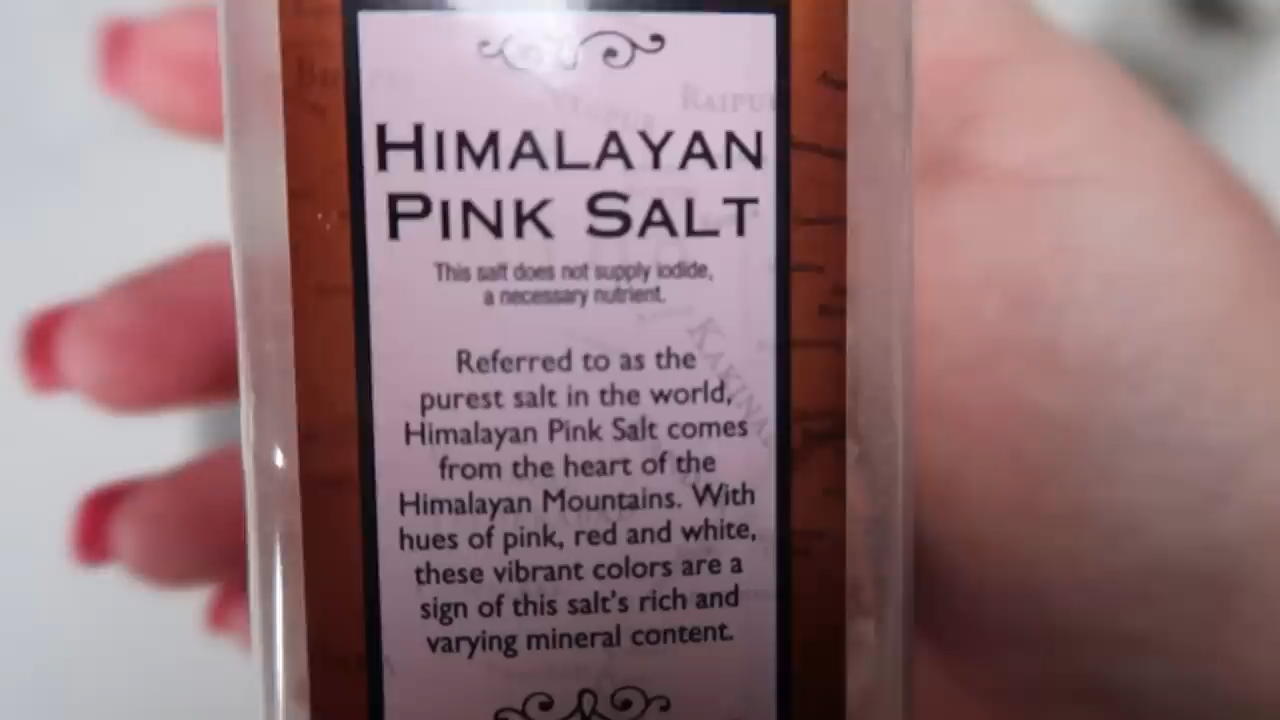 RAIPU
HIMALAYAN
PINK SALT
This salt does not supply iodide,
a necessary nutrient.
KAKINA
Referred to as the
purest salt in the world,
Himalayan Pink Salt comes
from the heart of the
Himalayan Mountains. With
hues of pink, red and white,
these vibrant colors are a
sign of this salt's rich and
varying mineral content.